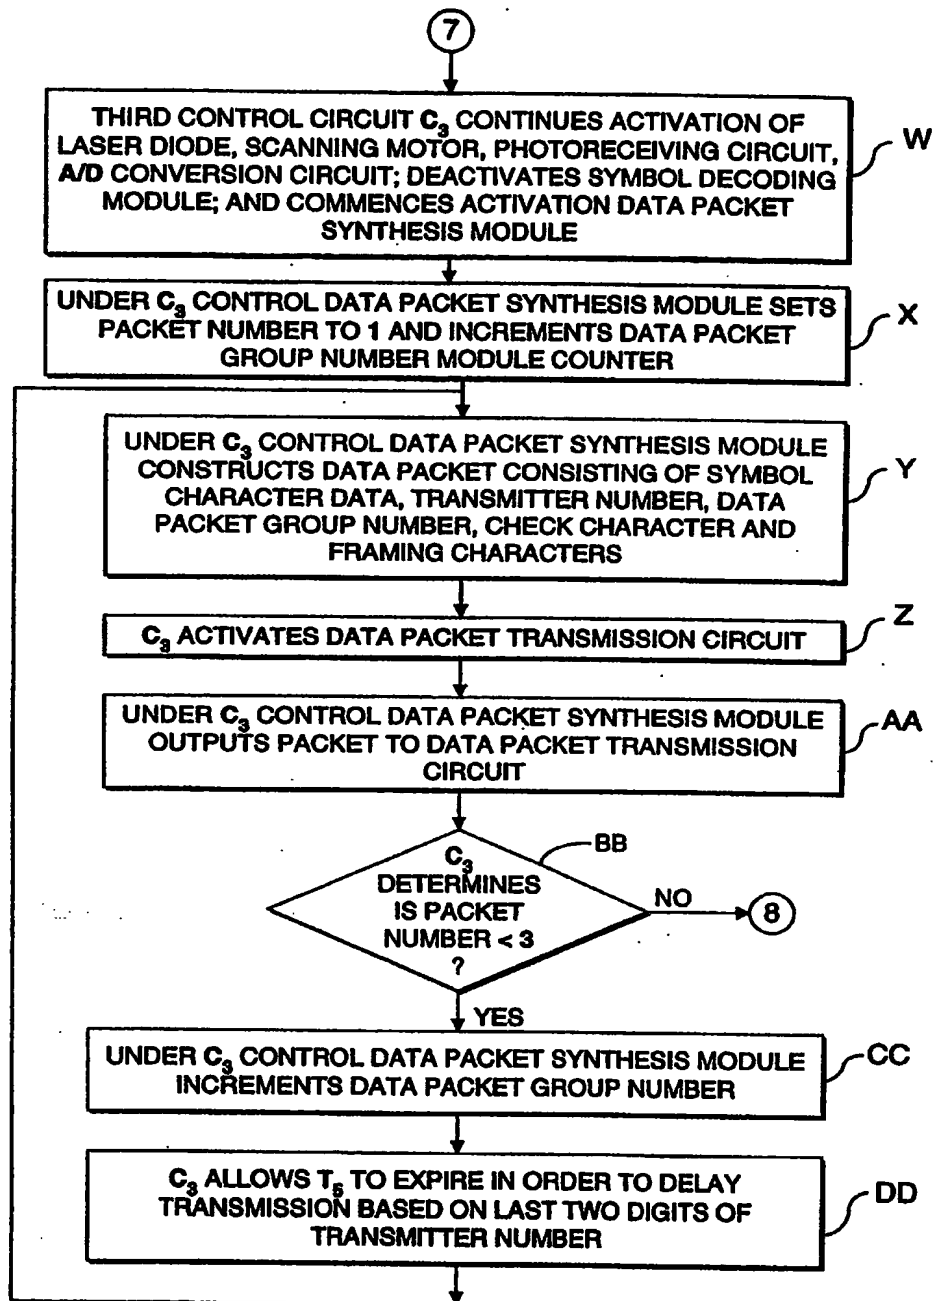 7
THIRD CONTROL CIRCUIT C₃ CONTINUES ACTIVATION OF
LASER DIODE, SCANNING MOTOR, PHOTORECEIVING CIRCUIT,
A/D CONVERSION CIRCUIT; DEACTIVATES SYMBOL DECODING
MODULE; AND COMMENCES ACTIVATION DATA PACKET
SYNTHESIS MODULE
W
UNDER C₃ CONTROL DATA PACKET SYNTHESIS MODULE SETS
PACKET NUMBER TO 1 AND INCREMENTS DATA PACKET
GROUP NUMBER MODULE COUNTER
X
UNDER C₃ CONTROL DATA PACKET SYNTHESIS MODULE
CONSTRUCTS DATA PACKET CONSISTING OF SYMBOL
CHARACTER DATA, TRANSMITTER NUMBER, DATA
PACKET GROUP NUMBER, CHECK CHARACTER AND
FRAMING CHARACTERS
Y
C₃ ACTIVATES DATA PACKET TRANSMISSION CIRCUIT
Z
UNDER C₃ CONTROL DATA PACKET SYNTHESIS MODULE
OUTPUTS PACKET TO DATA PACKET TRANSMISSION
CIRCUIT
AA
C₃
DETERMINES
IS PACKET
NUMBER < 3
?
BB
NO
8
YES
UNDER C₃ CONTROL DATA PACKET SYNTHESIS MODULE
INCREMENTS DATA PACKET GROUP NUMBER
CC
C₃ ALLOWS T₅ TO EXPIRE IN ORDER TO DELAY
TRANSMISSION BASED ON LAST TWO DIGITS OF
TRANSMITTER NUMBER
DD